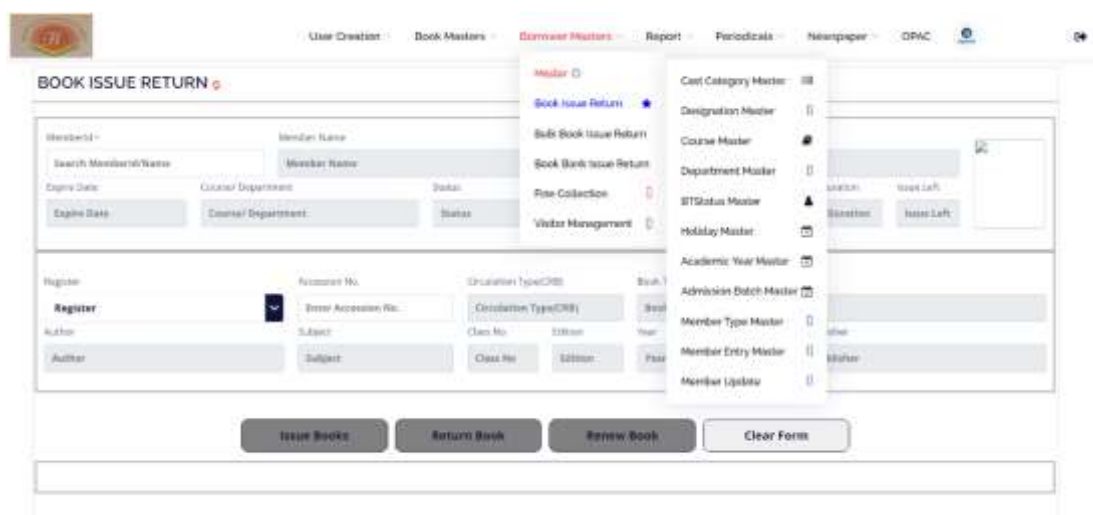 User Creation Book Masters Borrower Masters Report Periodicals Newspaper OPAC
BOOK ISSUE RETURN
Master
Book Issue Return
Bulk Book Issue Return
Book Bank Issue Return
Fine Collection
Visitor Management
Cast Category Master
Designation Master
Course Master
Department Master
BTStatus Master
Holiday Master
Academic Year Master
Admission Batch Master
Member Type Master
Member Entry Master
Member Update
MemberId Member Name
Search MemberId/Name Member Name
Expire Date Course/ Department Status Issue Left
Expire Date Course/ Department Status Issue Left
Register Accession No. Circulation Type(CRB)
Register Enter Accession No. Circulation Type(CRB)
Author Subject Class No Edition Year
Author Subject Class No Edition Year
Issue Books Return Book Renew Book Clear Form